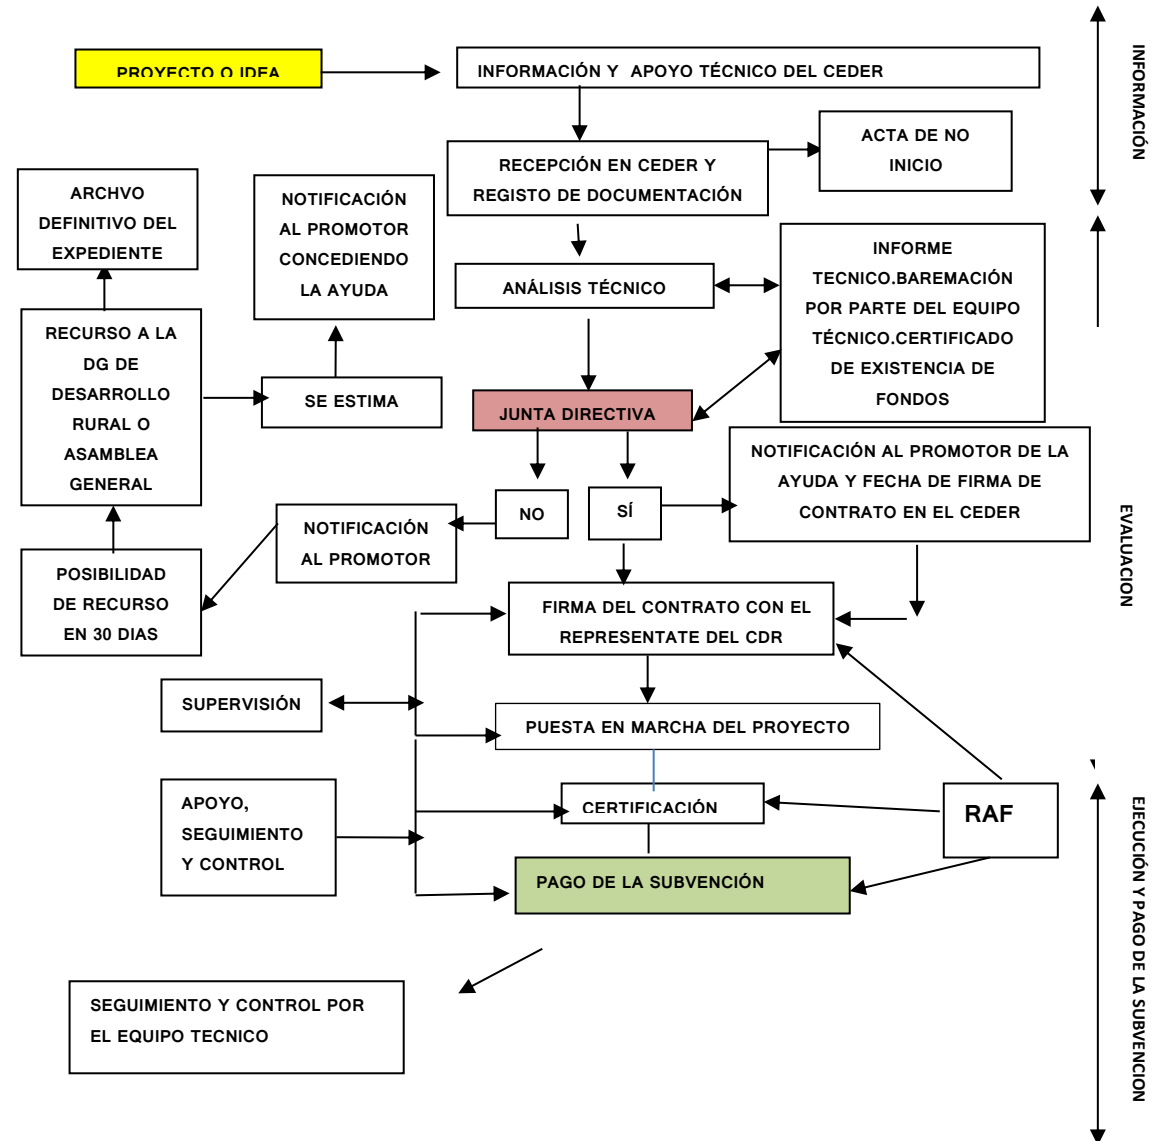 PROYECTO O IDEA
INFORMACIÓN Y APOYO TÉCNICO DEL CEDER
INFORMACIÓN
ACTA DE NO
INICIO
RECEPCIÓN EN CEDER Y
REGISTO DE DOCUMENTACIÓN
ARCHVO
DEFINITIVO DEL
EXPEDIENTE
NOTIFICACIÓN
AL PROMOTOR
CONCEDIENDO
LA AYUDA
ANÁLISIS TÉCNICO
INFORME
TECNICO.BAREMACIÓN
POR PARTE DEL EQUIPO
TÉCNICO.CERTIFICADO
DE EXISTENCIA DE
FONDOS
RECURSO A LA
DG DE
DESARROLLO
RURAL O
ASAMBLEA
GENERAL
SE ESTIMA
JUNTA DIRECTIVA
NOTIFICACIÓN AL PROMOTOR DE LA
AYUDA Y FECHA DE FIRMA DE
CONTRATO EN EL CEDER
NO
SÍ
NOTIFICACIÓN
AL PROMOTOR
EVALUACION
POSIBILIDAD
DE RECURSO
EN 30 DIAS
FIRMA DEL CONTRATO CON EL
REPRESENTATE DEL CDR
SUPERVISIÓN
PUESTA EN MARCHA DEL PROYECTO
APOYO,
SEGUIMIENTO
Y CONTROL
CERTIFICACIÓN
RAF
EJECUCIÓN Y PAGO DE LA SUBVENCION
PAGO DE LA SUBVENCIÓN
SEGUIMIENTO Y CONTROL POR
EL EQUIPO TECNICO